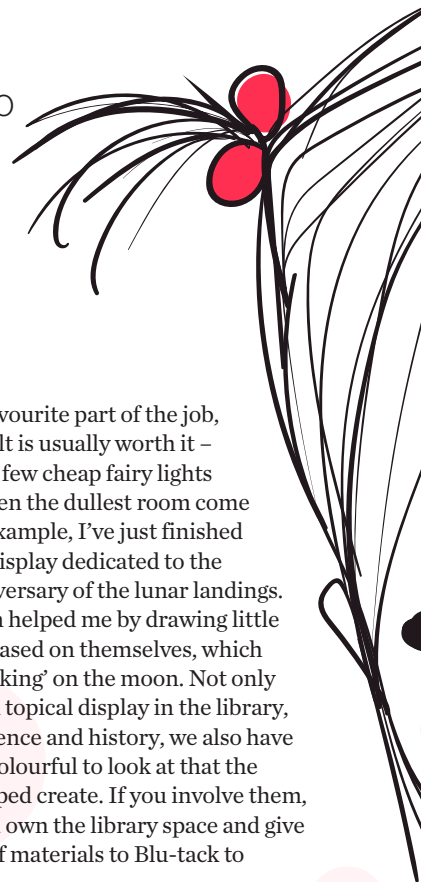 o
vourite part of the job,
lt is usually worth it –
few cheap fairy lights
en the dullest room come
xample, I’ve just finished
isplay dedicated to the
versary of the lunar landings.
helped me by drawing little
ased on themselves, which
king’ on the moon. Not only
topical display in the library,
ence and history, we also have
olourful to look at that the
ped create. If you involve them,
own the library space and give
f materials to Blu-tack to